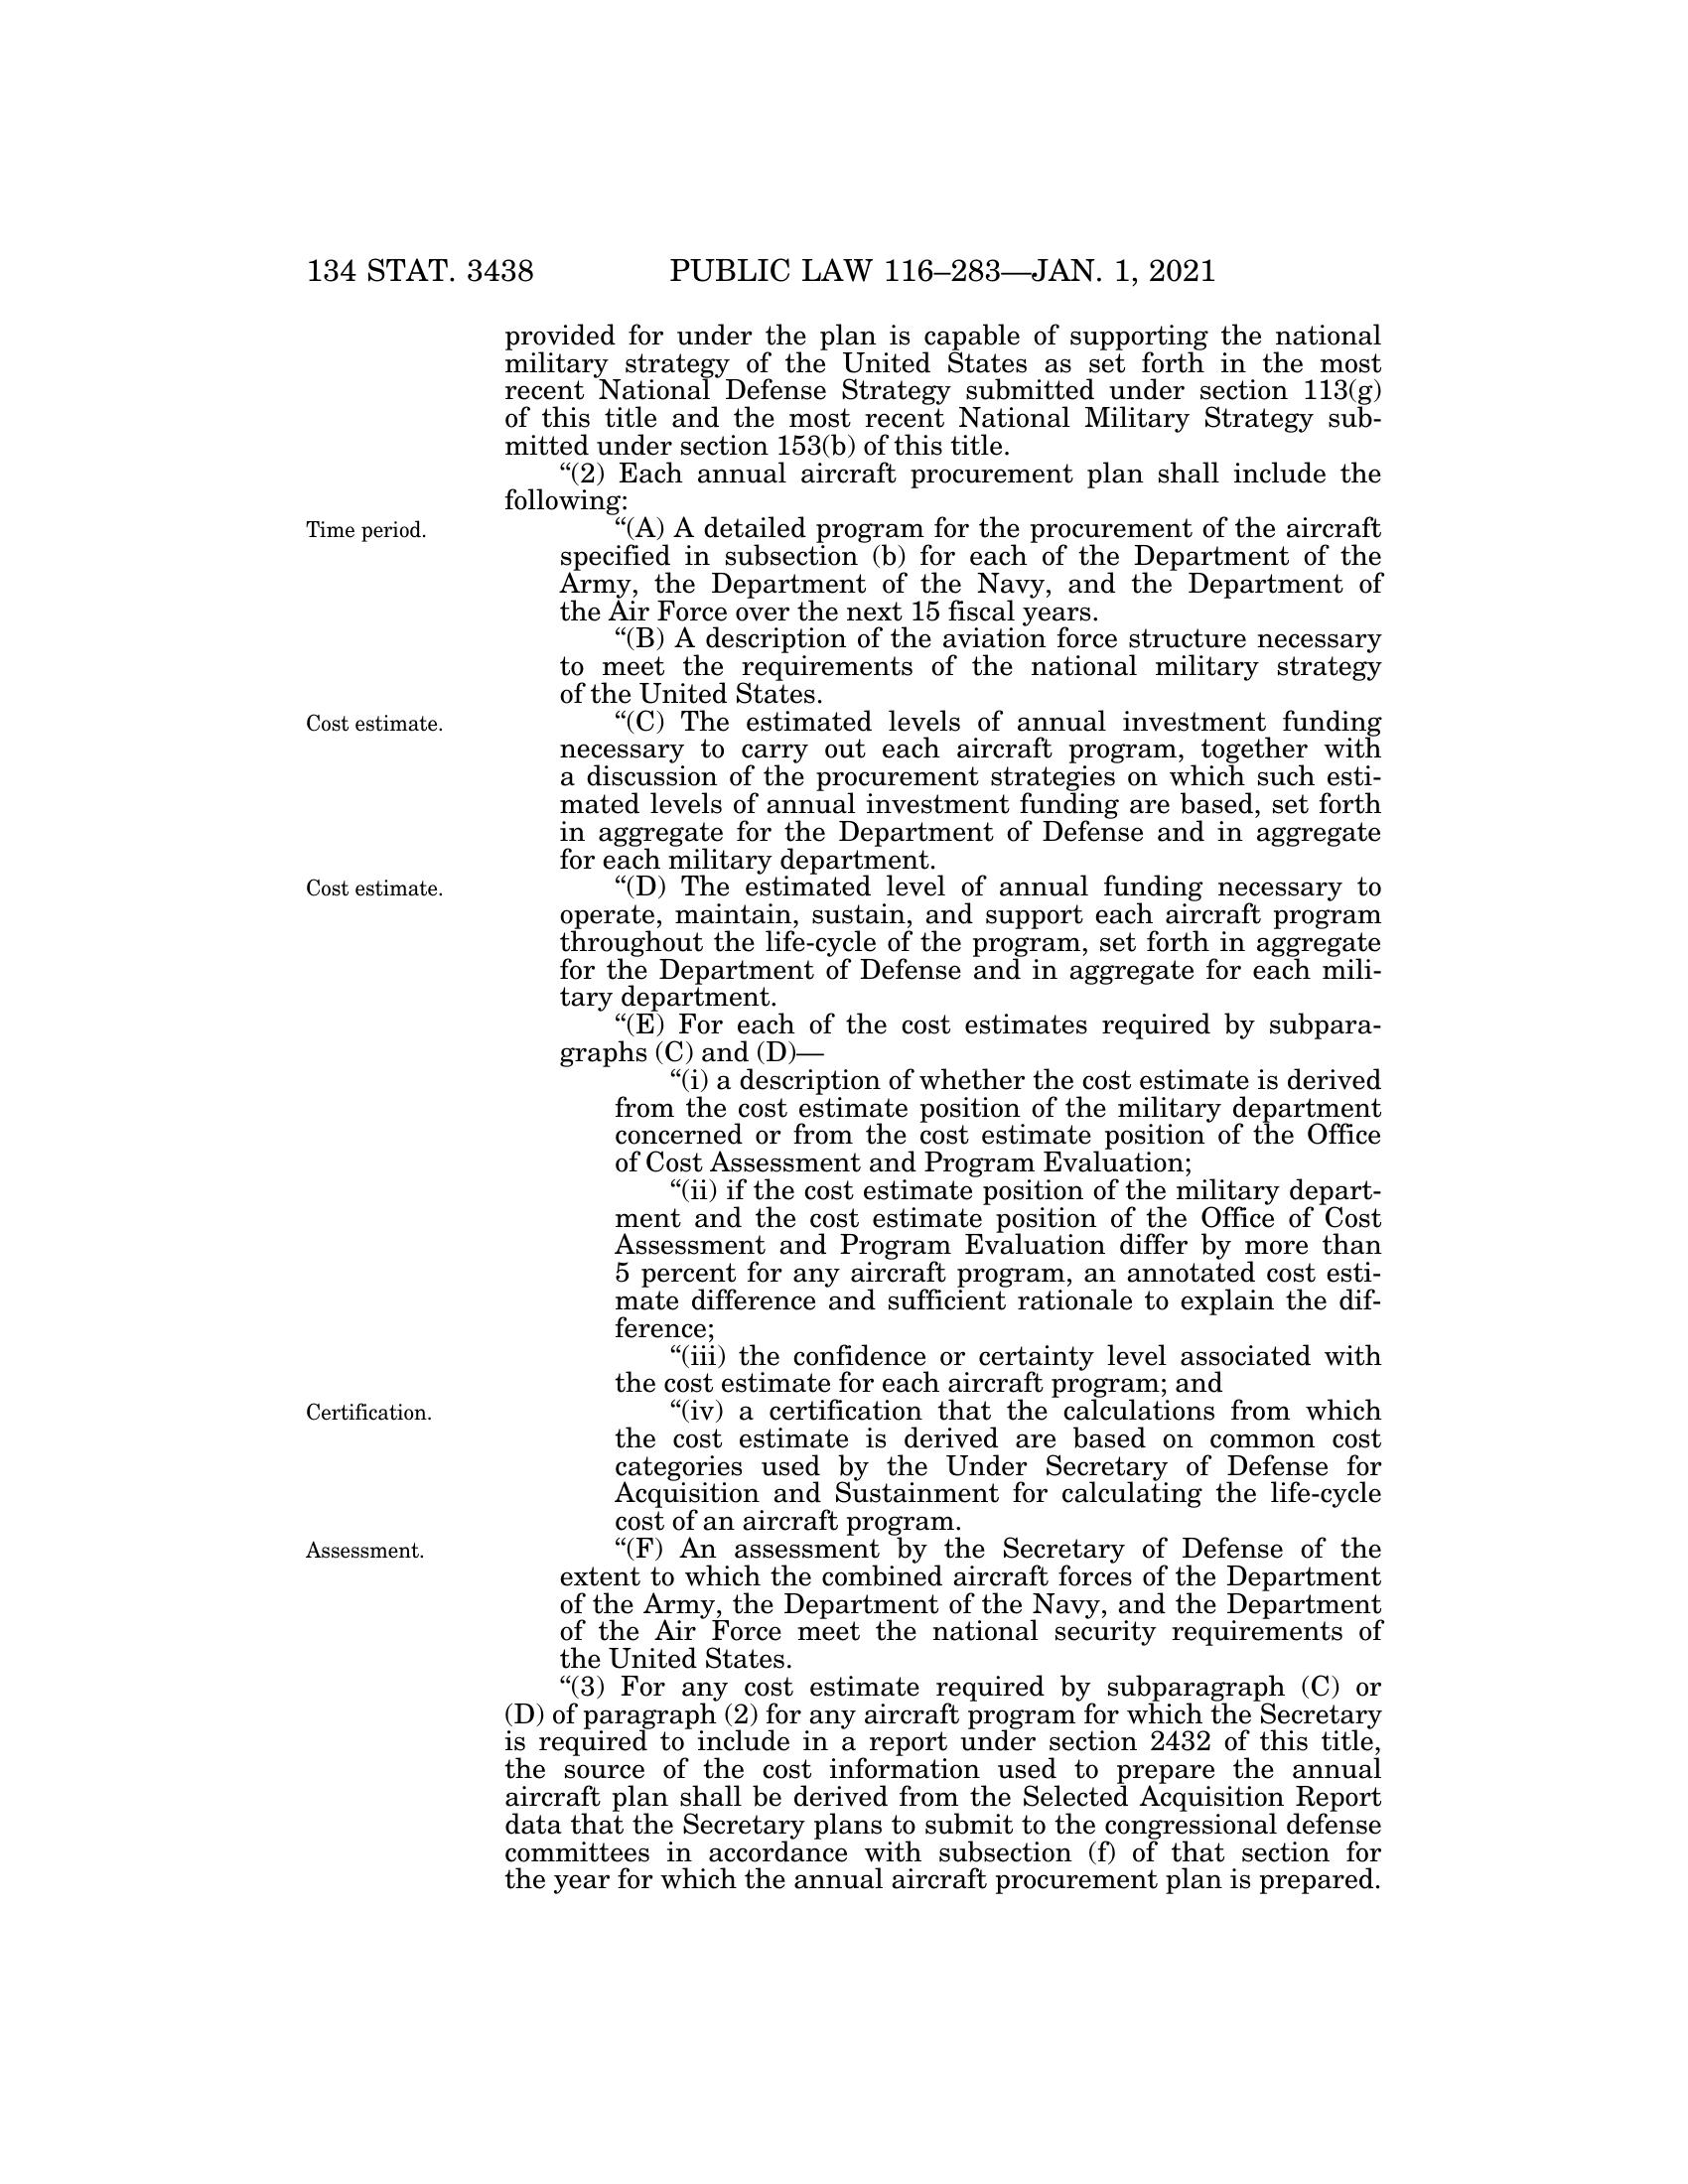 134 STAT. 3438
PUBLIC LAW 116–283—JAN. 1, 2021
provided for under the plan is capable of supporting the national
military strategy of the United States as set forth in the most
recent National Defense Strategy submitted under section 113(g)
of this title and the most recent National Military Strategy sub-
mitted under section 153(b) of this title.
“(2) Each annual aircraft procurement plan shall include the
following:
Time period.
“(A) A detailed program for the procurement of the aircraft
specified in subsection (b) for each of the Department of the
Army, the Department of the Navy, and the Department of
the Air Force over the next 15 fiscal years.
“(B) A description of the aviation force structure necessary
to meet the requirements of the national military strategy
of the United States.
Cost estimate.
“(C) The estimated levels of annual investment funding
necessary to carry out each aircraft program, together with
a discussion of the procurement strategies on which such esti-
mated levels of annual investment funding are based, set forth
in aggregate for the Department of Defense and in aggregate
for each military department.
Cost estimate.
“(D) The estimated level of annual funding necessary to
operate, maintain, sustain, and support each aircraft program
throughout the life-cycle of the program, set forth in aggregate
for the Department of Defense and in aggregate for each mili-
tary department.
“(E) For each of the cost estimates required by subpara-
graphs (C) and (D)—
“(i) a description of whether the cost estimate is derived
from the cost estimate position of the military department
concerned or from the cost estimate position of the Office
of Cost Assessment and Program Evaluation;
“(ii) if the cost estimate position of the military depart-
ment and the cost estimate position of the Office of Cost
Assessment and Program Evaluation differ by more than
5 percent for any aircraft program, an annotated cost esti-
mate difference and sufficient rationale to explain the dif-
ference;
“(iii) the confidence or certainty level associated with
the cost estimate for each aircraft program; and
Certification.
“(iv) a certification that the calculations from which
the cost estimate is derived are based on common cost
categories used by the Under Secretary of Defense for
Acquisition and Sustainment for calculating the life-cycle
cost of an aircraft program.
Assessment.
“(F) An assessment by the Secretary of Defense of the
extent to which the combined aircraft forces of the Department
of the Army, the Department of the Navy, and the Department
of the Air Force meet the national security requirements of
the United States.
“(3) For any cost estimate required by subparagraph (C) or
(D) of paragraph (2) for any aircraft program for which the Secretary
is required to include in a report under section 2432 of this title,
the source of the cost information used to prepare the annual
aircraft plan shall be derived from the Selected Acquisition Report
data that the Secretary plans to submit to the congressional defense
committees in accordance with subsection (f) of that section for
the year for which the annual aircraft procurement plan is prepared.